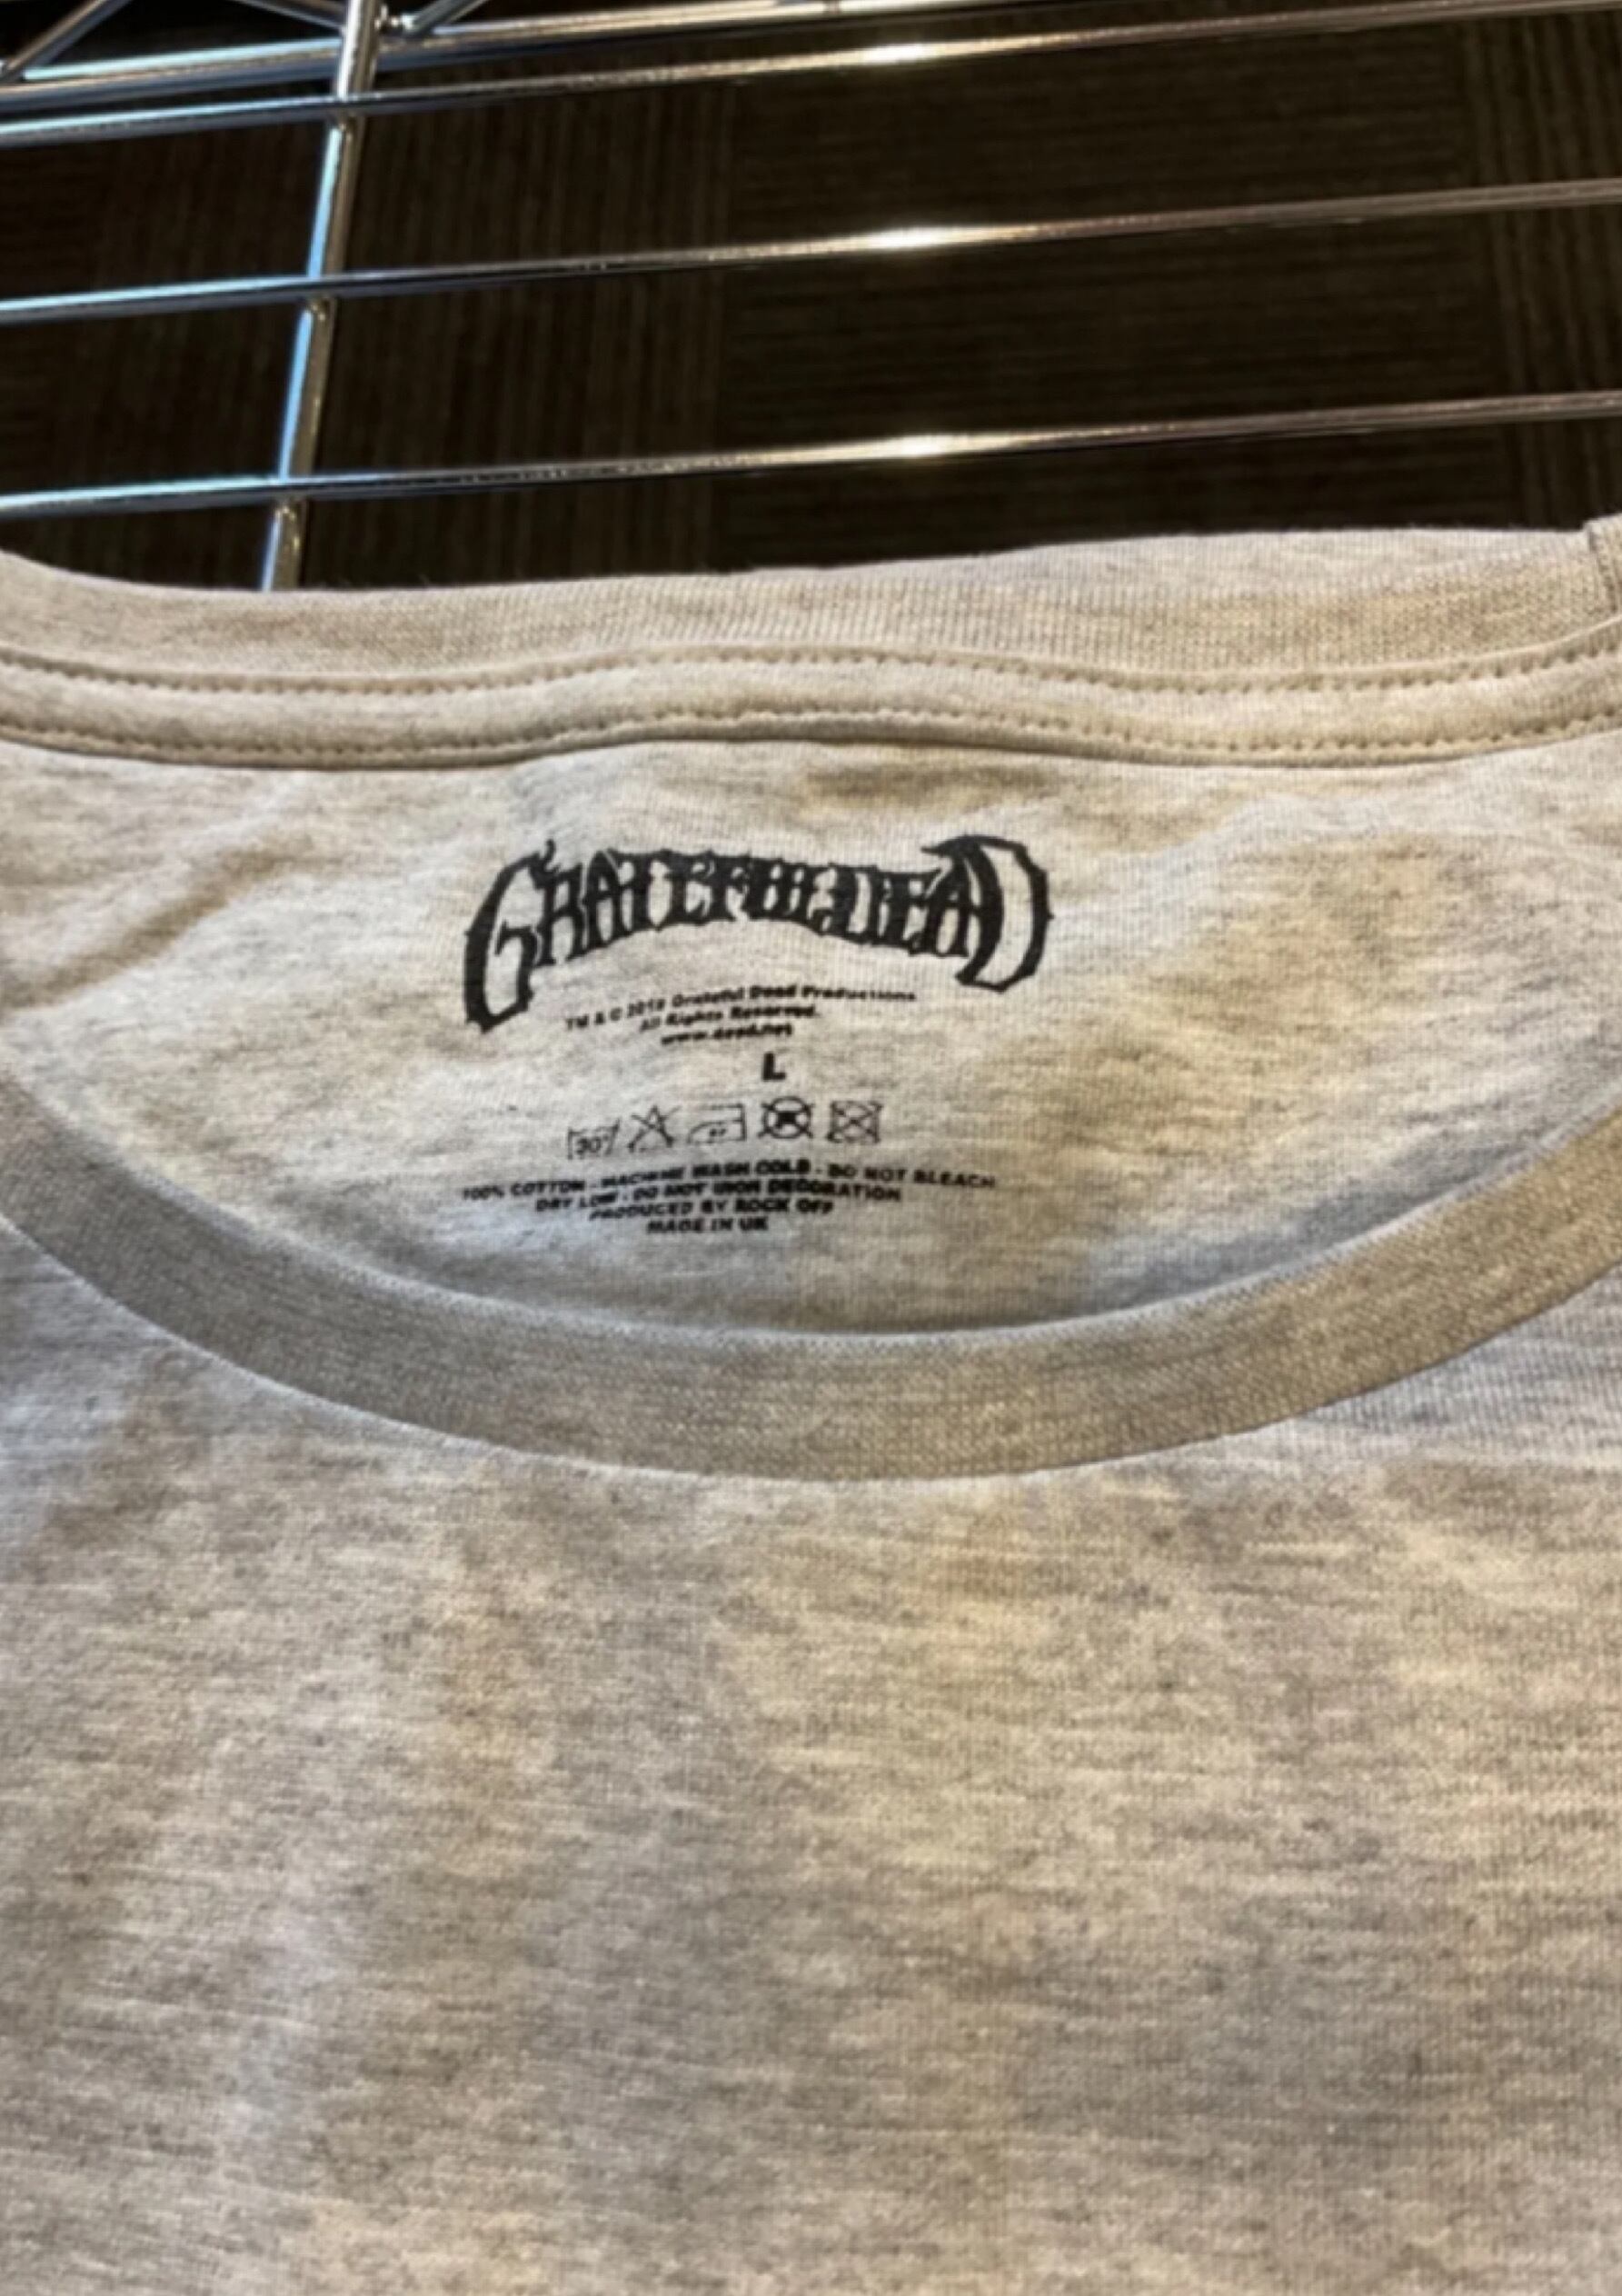 GRATEFUL DEAD
TM & © 2018 Grateful Dead Productions
All Rights Reserved.
www.dead.net
L
30°
100% COTTON - MACHINE WASH COLD - DO NOT BLEACH
DRY LOW - DO NOT IRON DECORATION
PRODUCED BY ROCK OFF
MADE IN UK